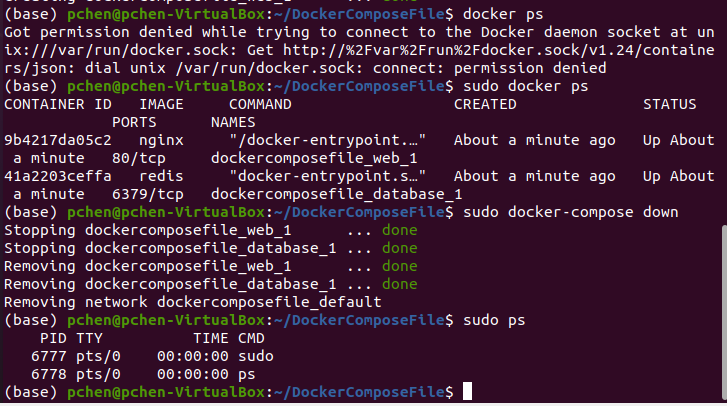 (base) pchen@pchen-VirtualBox:~/DockerComposeFile$ docker ps
Got permission denied while trying to connect to the Docker daemon socket at un
ix:///var/run/docker.sock: Get http://%2Fvar%2Frun%2Fdocker.sock/v1.24/containe
rs/json: dial unix /var/run/docker.sock: connect: permission denied
(base) pchen@pchen-VirtualBox:~/DockerComposeFile$ sudo docker ps
CONTAINER ID   IMAGE     COMMAND                  CREATED              STATUS
          PORTS      NAMES
9b4217da05c2   nginx     "/docker-entrypoint.…"   About a minute ago   Up About
 a minute   80/tcp     dockercomposefile_web_1
41a2203ceffa   redis     "docker-entrypoint.s…"   About a minute ago   Up About
 a minute   6379/tcp   dockercomposefile_database_1
(base) pchen@pchen-VirtualBox:~/DockerComposeFile$ sudo docker-compose down
Stopping dockercomposefile_web_1      ... done
Stopping dockercomposefile_database_1 ... done
Removing dockercomposefile_web_1      ... done
Removing dockercomposefile_database_1 ... done
Removing network dockercomposefile_default
(base) pchen@pchen-VirtualBox:~/DockerComposeFile$ sudo ps
    PID TTY          TIME CMD
   6777 pts/0    00:00:00 sudo
   6778 pts/0    00:00:00 ps
(base) pchen@pchen-VirtualBox:~/DockerComposeFile$